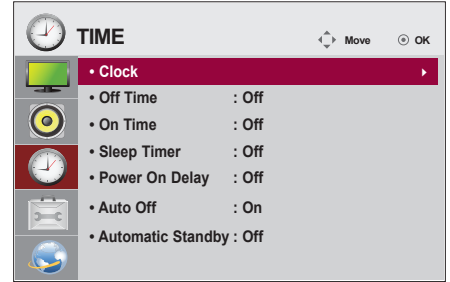 TIME
Move OK
• Clock
• Off Time : Off
• On Time : Off
• Sleep Timer : Off
• Power On Delay : Off
• Auto Off : On
• Automatic Standby : Off